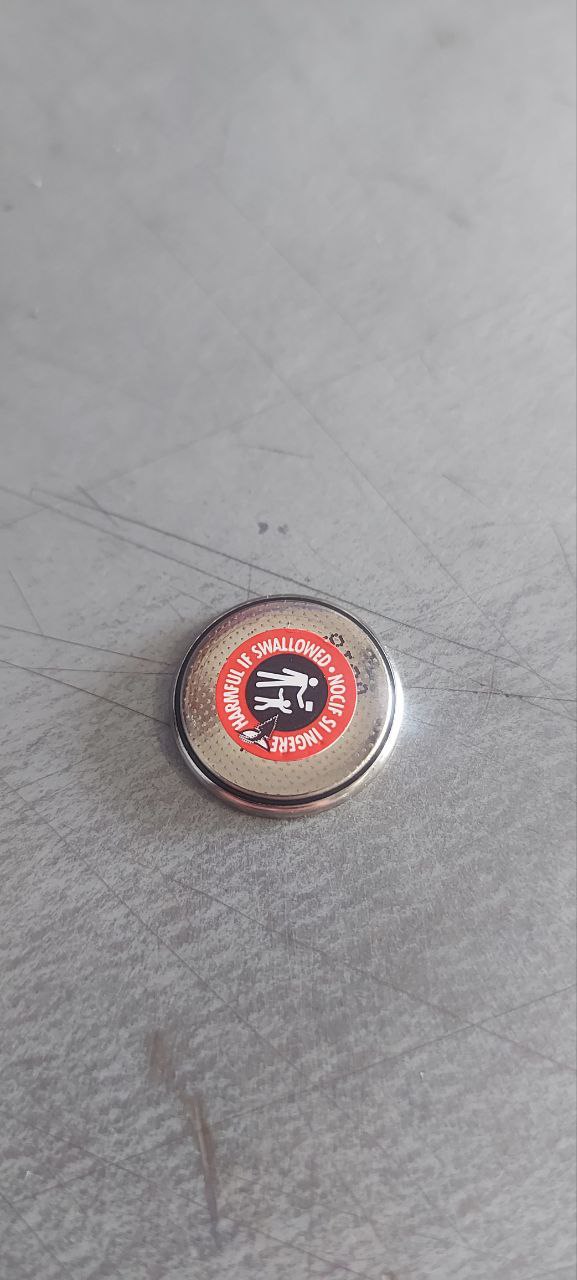 HARMFUL IF SWALLOWED • NOCIF SI INGERE